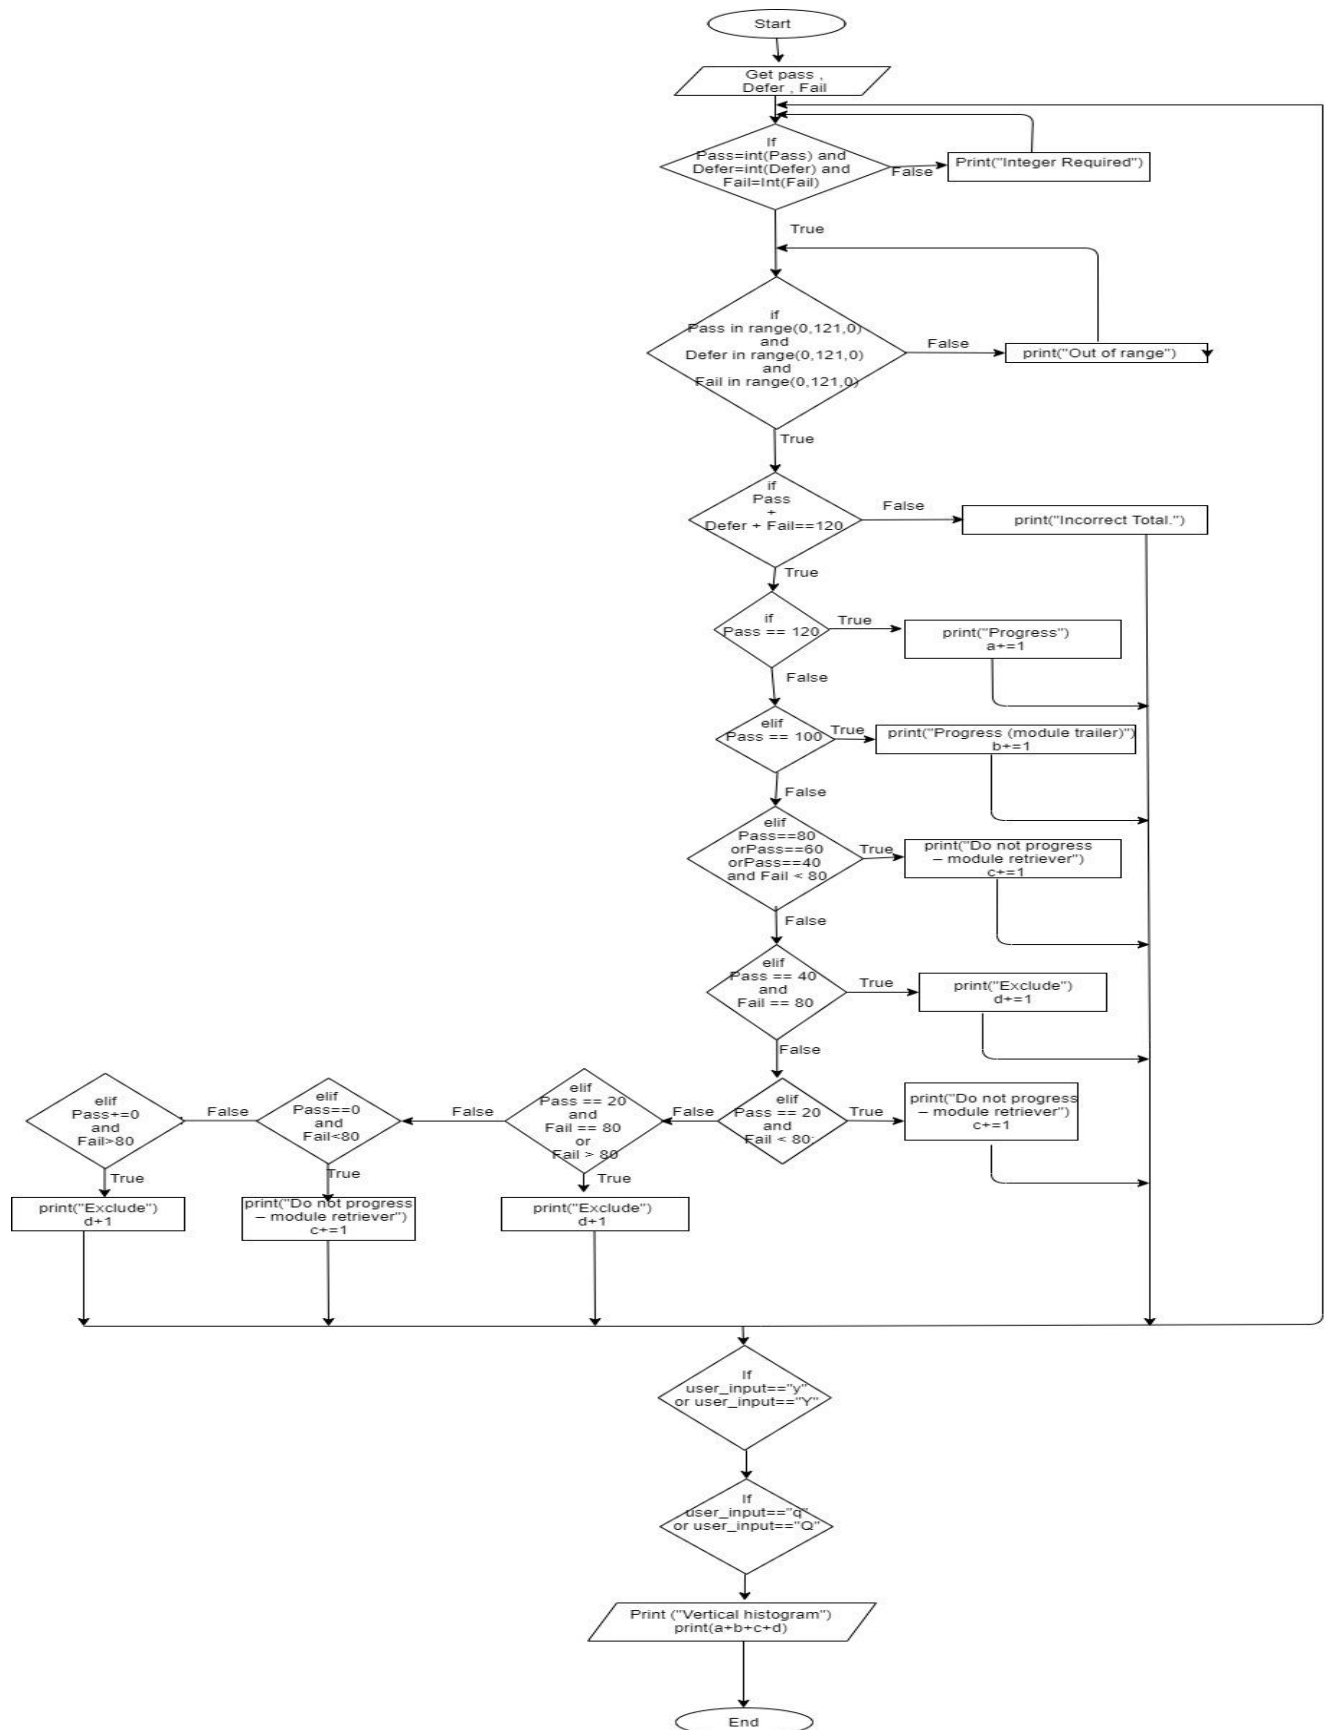 Start
Get pass ,
Defer , Fail
If
Pass=int(Pass) and
Defer=int(Defer) and
Fail=Int(Fail)
False
Print("Integer Required")
True
if
Pass in range(0,121,0)
and
Defer in range(0,121,0)
and
Fail in range(0,121,0)
False
print("Out of range")
True
if
Pass
+
Defer + Fail==120
False
print("Incorrect Total.")
True
if
Pass == 120
True
print("Progress")
a+=1
False
elif
Pass == 100
True
print("Progress (module trailer)")
b+=1
False
elif
Pass==80
orPass==60
orPass==40
and Fail < 80
True
print("Do not progress
– module retriever")
c+=1
False
elif
Pass == 40
and
Fail == 80
True
print("Exclude")
d+=1
False
elif
Pass == 20
and
Fail < 80
True
print("Do not progress
– module retriever")
c+=1
False
elif
Pass == 20
and
Fail == 80
or
Fail > 80
True
print("Exclude")
d+1
False
elif
Pass==0
and
Fail<80
True
print("Do not progress
– module retriever")
c+=1
False
elif
Pass+=0
and
Fail>80
True
print("Exclude")
d+1
If
user_input=="y"
or user_input=="Y"
If
user_input=="q"
or user_input=="Q"
Print ("Vertical histogram")
print(a+b+c+d)
End